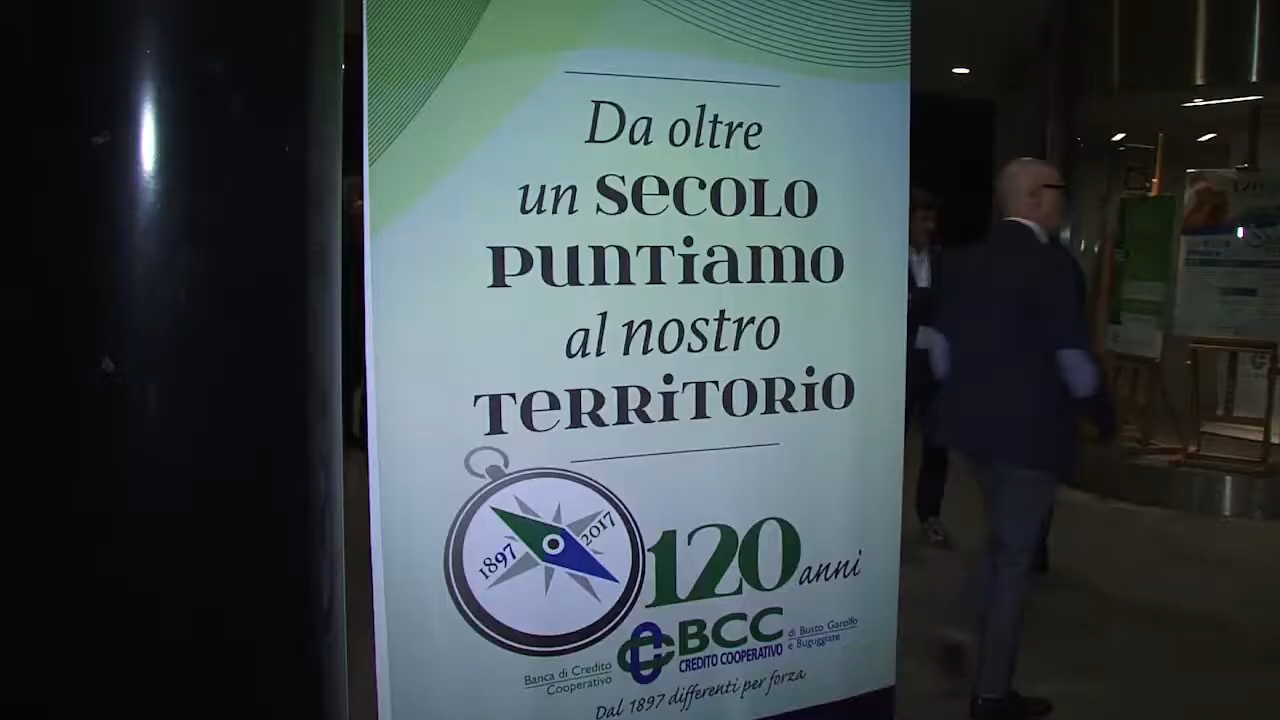 Da oltre
un SECOLO
PUNTiAMO
al nostro
TERRiTORiO
1897 2017
120 anni
BCC
CREDITO COOPERATIVO
di Busto Garolfo
e Buguggiate
Banca di Credito
Cooperativo
Dal 1897 differenti per forza